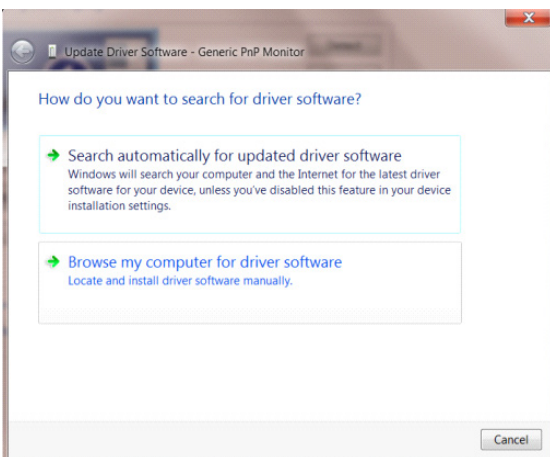 Update Driver Software - Generic PnP Monitor
How do you want to search for driver software?
Search automatically for updated driver software
Windows will search your computer and the Internet for the latest driver
software for your device, unless you've disabled this feature in your device
installation settings.
Browse my computer for driver software
Locate and install driver software manually.
Cancel